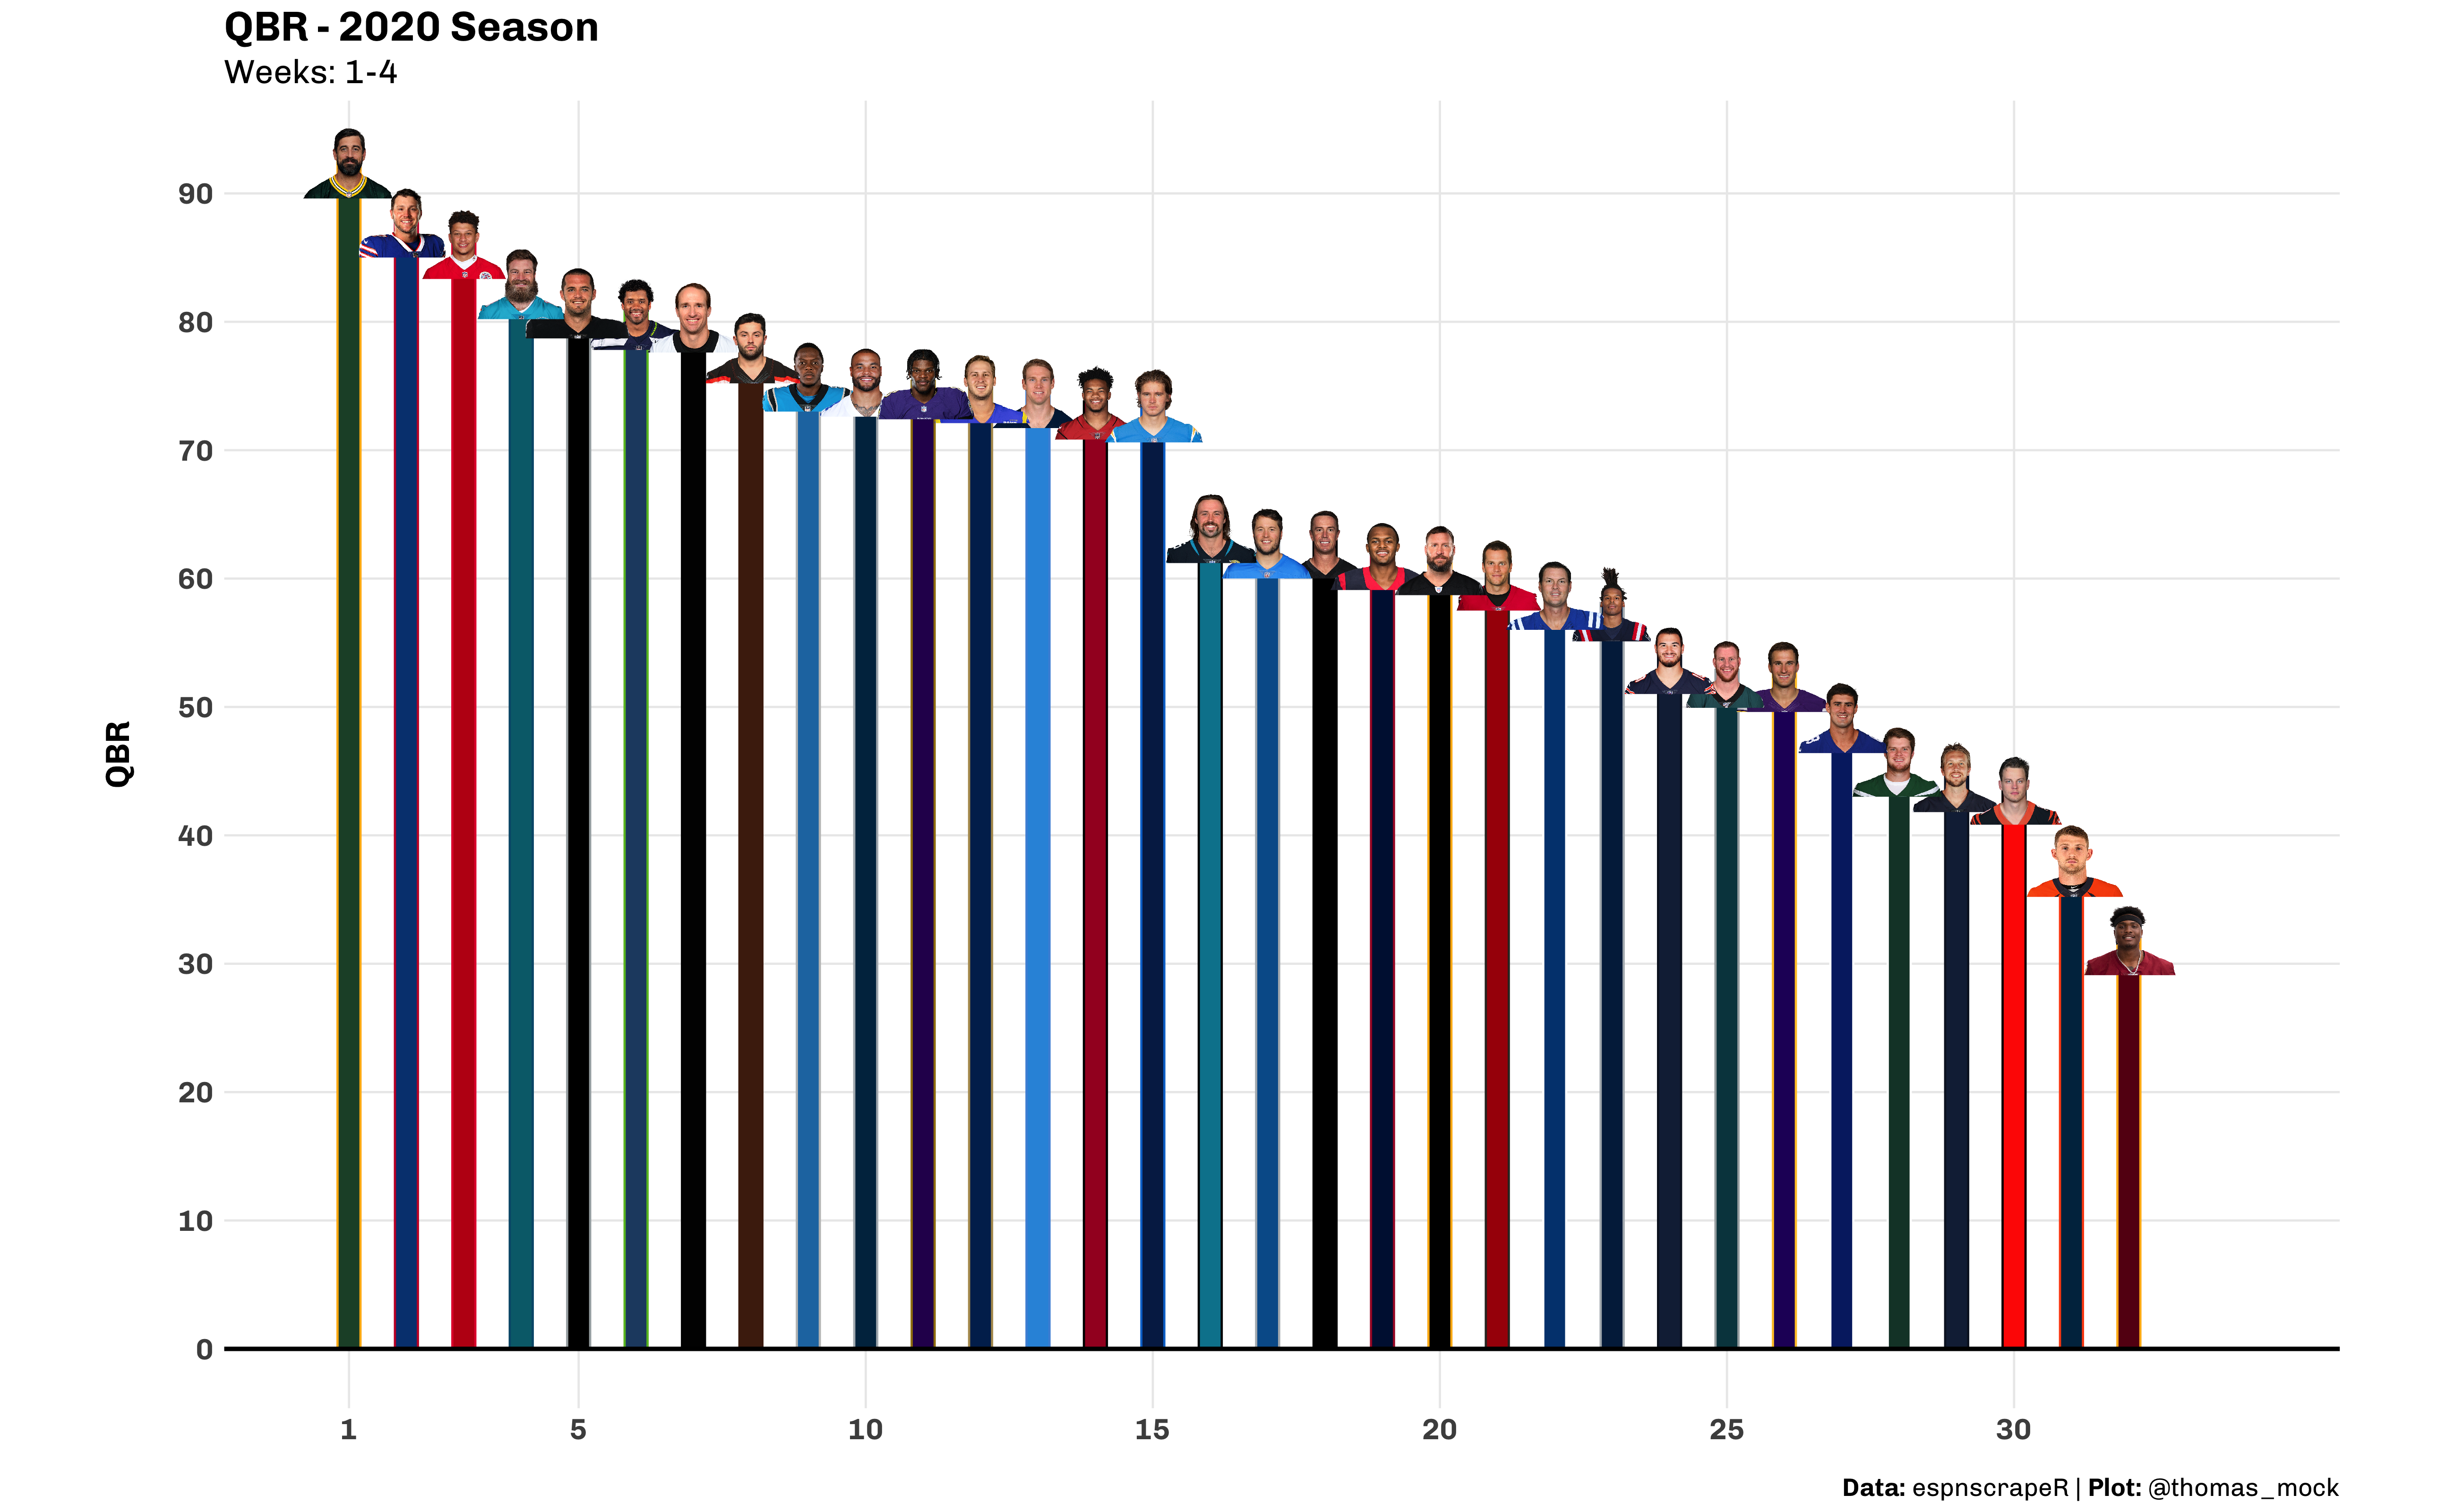 QBR - 2020 Season
Weeks: 1-4
90
80
70
60
50
40
30
20
10
0
QBR
1 5 10 15 20 25 30
Data: espnscrapeR | Plot: @thomas_mock